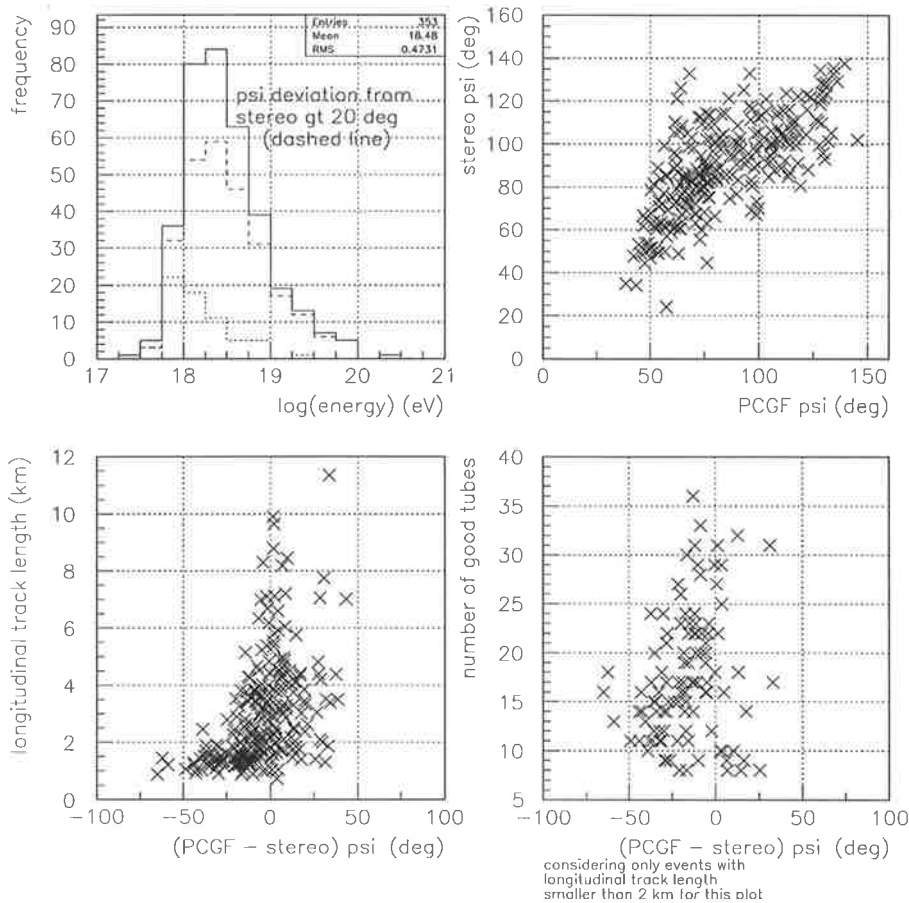 Entries 353
Mean 18.48
RMS 0.4731
psi deviation from
stereo gt 20 deg
(dashed line)
frequency
90
80
70
60
50
40
30
20
10
0
17 18 19 20 21
log(energy) (eV)
stereo psi (deg)
160
140
120
100
80
60
40
20
0
0 50 100 150
PCGF psi (deg)
longitudinal track length (km)
12
10
8
6
4
2
0
−100 −50 0 50 100
(PCGF − stereo) psi (deg)
number of good tubes
40
35
30
25
20
15
10
5
−100 −50 0 50 100
(PCGF − stereo) psi (deg)
considering only events with
longitudinal track length
smaller than 2 km for this plot